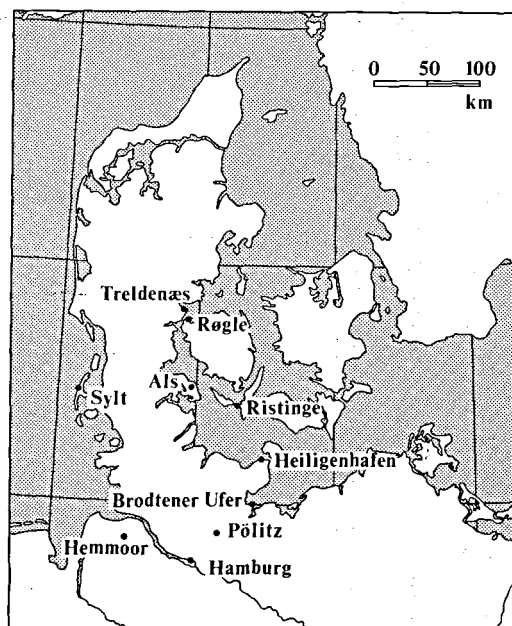 0 50 100
km
Treldenæs
Røgle
Als
Sylt
Ristinge
Heiligenhafen
Brodtener Ufer
Pölitz
Hemmoor
Hamburg